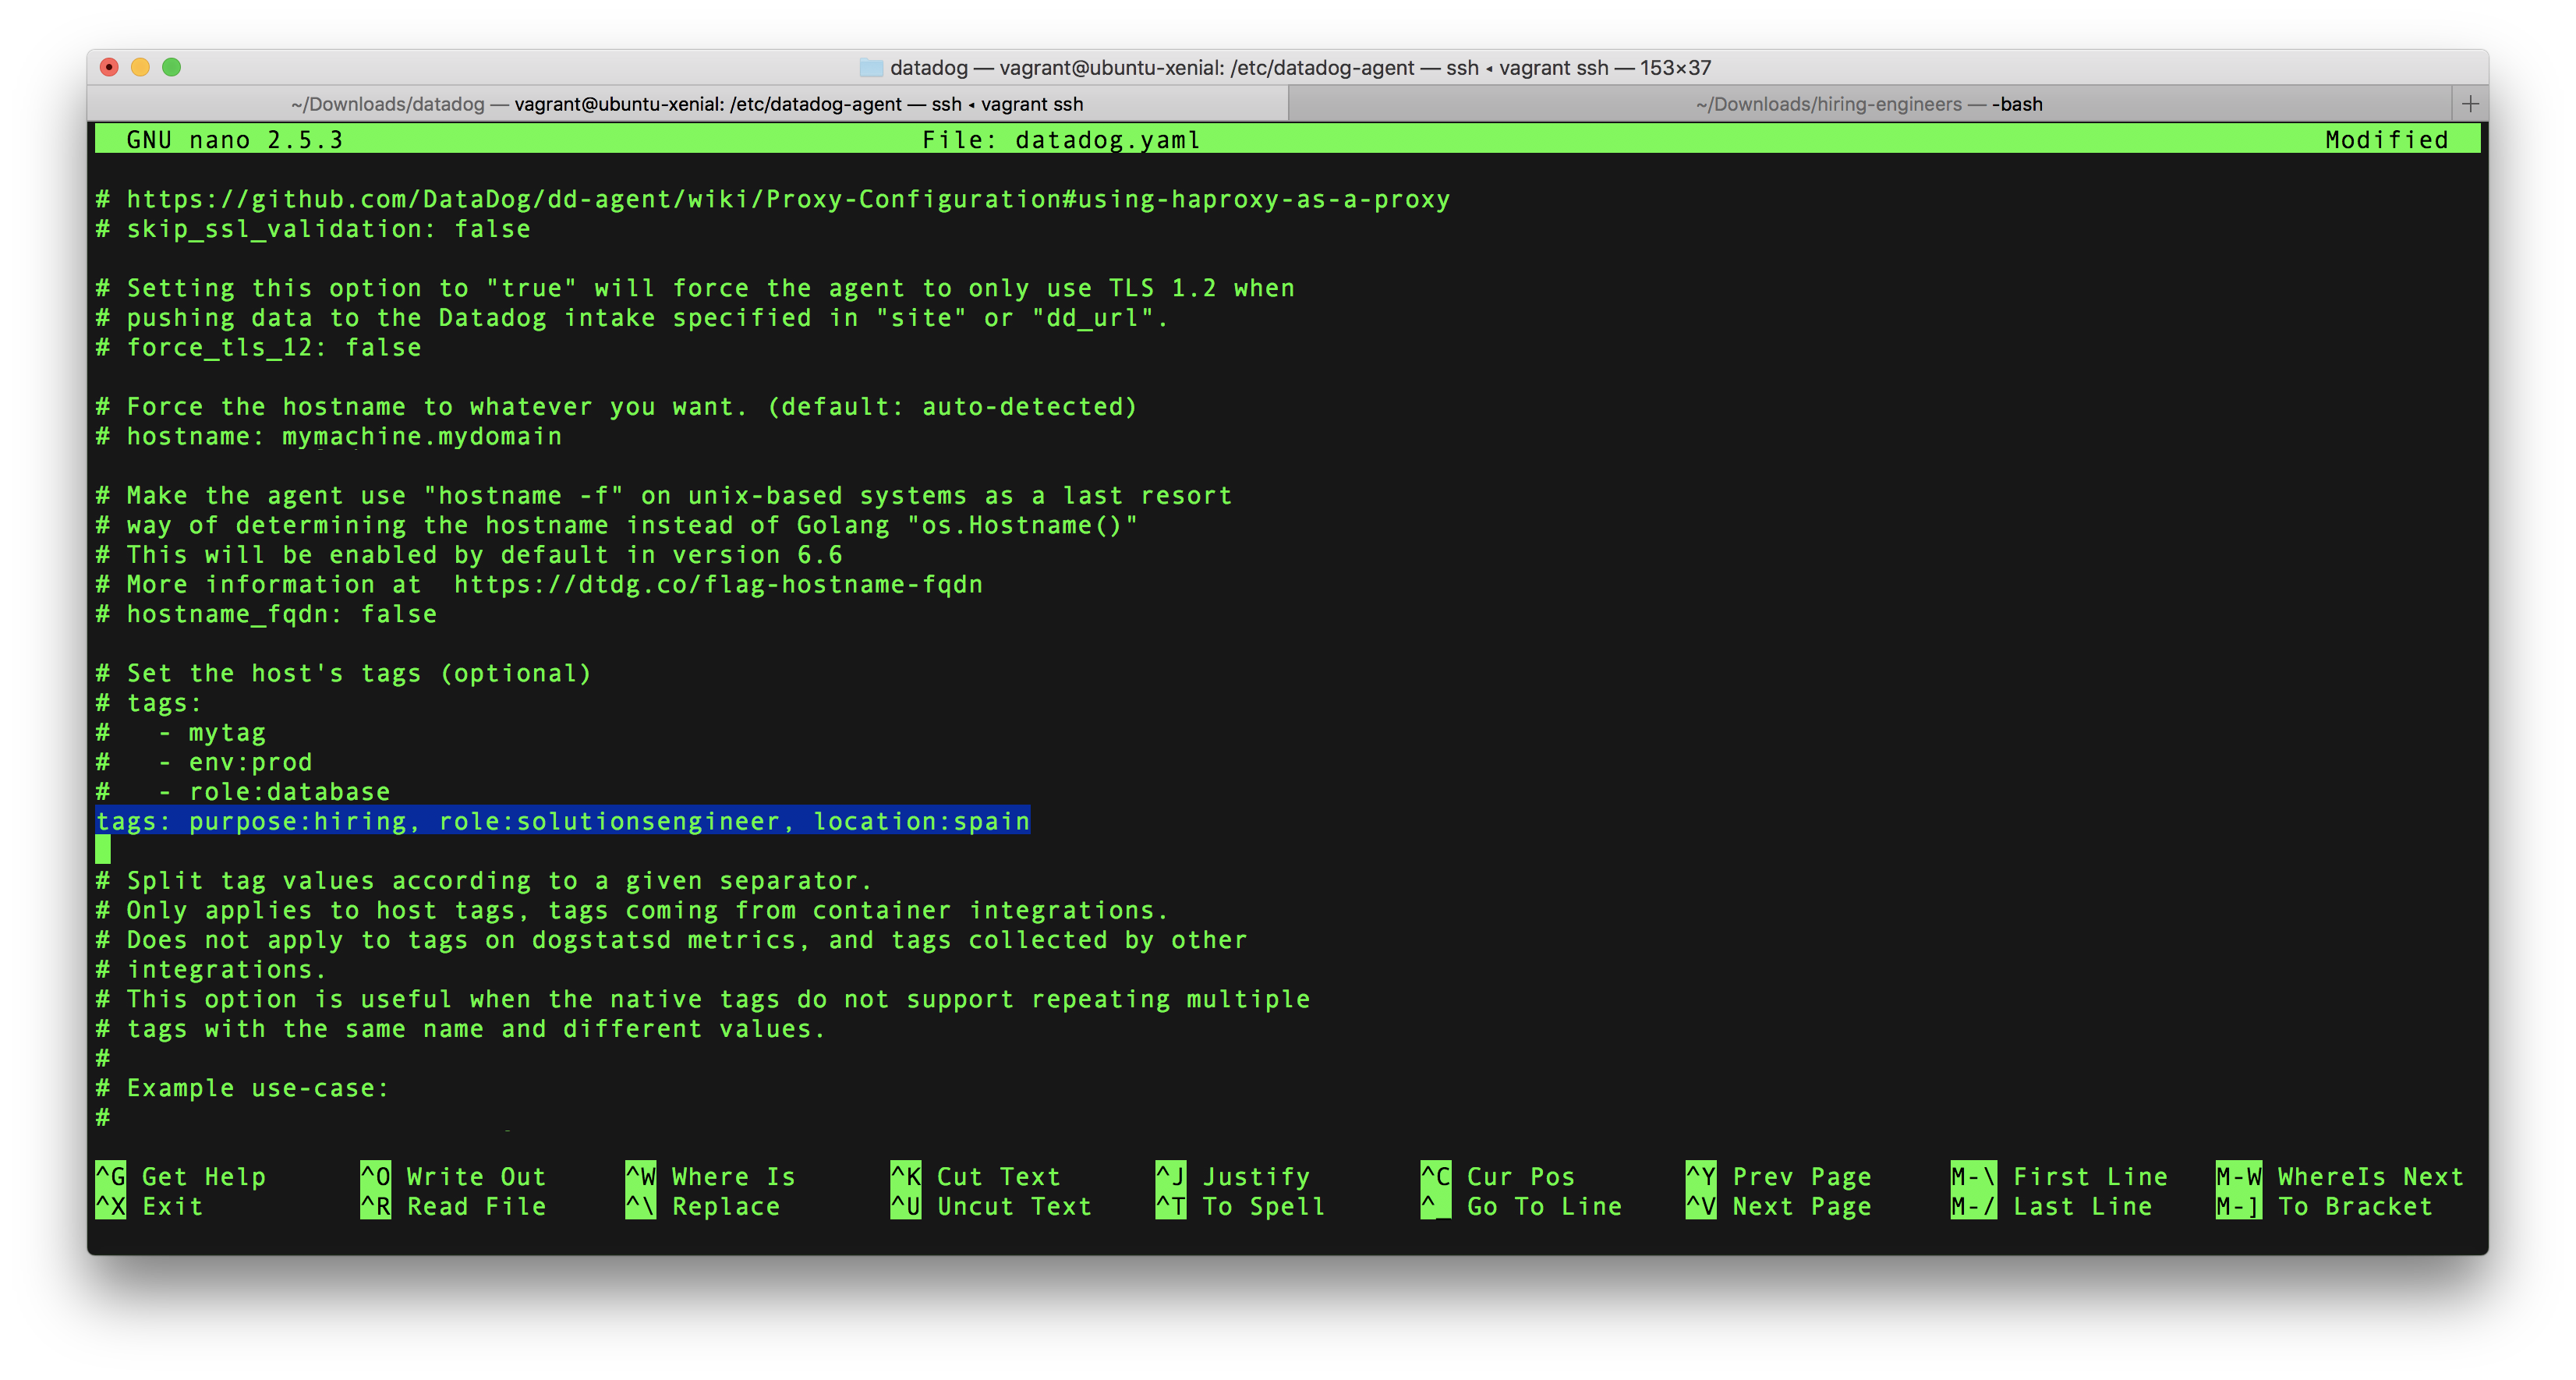 datadog — vagrant@ubuntu-xenial: /etc/datadog-agent — ssh ◂ vagrant ssh — 153×37
~/Downloads/datadog — vagrant@ubuntu-xenial: /etc/datadog-agent — ssh ◂ vagrant ssh ~/Downloads/hiring-engineers — -bash +
GNU nano 2.5.3 File: datadog.yaml Modified
# https://github.com/DataDog/dd-agent/wiki/Proxy-Configuration#using-haproxy-as-a-proxy
# skip_ssl_validation: false
# Setting this option to "true" will force the agent to only use TLS 1.2 when
# pushing data to the Datadog intake specified in "site" or "dd_url".
# force_tls_12: false
# Force the hostname to whatever you want. (default: auto-detected)
# hostname: mymachine.mydomain
# Make the agent use "hostname -f" on unix-based systems as a last resort
# way of determining the hostname instead of Golang "os.Hostname()"
# This will be enabled by default in version 6.6
# More information at  https://dtdg.co/flag-hostname-fqdn
# hostname_fqdn: false
# Set the host's tags (optional)
# tags:
#   - mytag
#   - env:prod
#   - role:database
tags: purpose:hiring, role:solutionsengineer, location:spain
# Split tag values according to a given separator.
# Only applies to host tags, tags coming from container integrations.
# Does not apply to tags on dogstatsd metrics, and tags collected by other
# integrations.
# This option is useful when the native tags do not support repeating multiple
# tags with the same name and different values.
#
# Example use-case:
#
^G Get Help ^O Write Out ^W Where Is ^K Cut Text ^J Justify ^C Cur Pos ^Y Prev Page M-\ First Line M-W WhereIs Next
^X Exit ^R Read File ^\ Replace ^U Uncut Text ^T To Spell ^_ Go To Line ^V Next Page M-/ Last Line M-] To Bracket